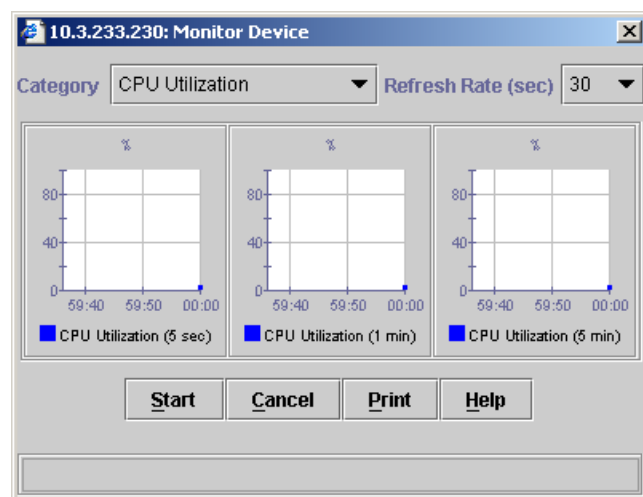 10.3.233.230: Monitor Device
Category CPU Utilization Refresh Rate (sec) 30
% % %
80 80 80
40 40 40
0 0 0
59:40 59:50 00:00 59:40 59:50 00:00 59:40 59:50 00:00
CPU Utilization (5 sec) CPU Utilization (1 min) CPU Utilization (5 min)
Start Cancel Print Help